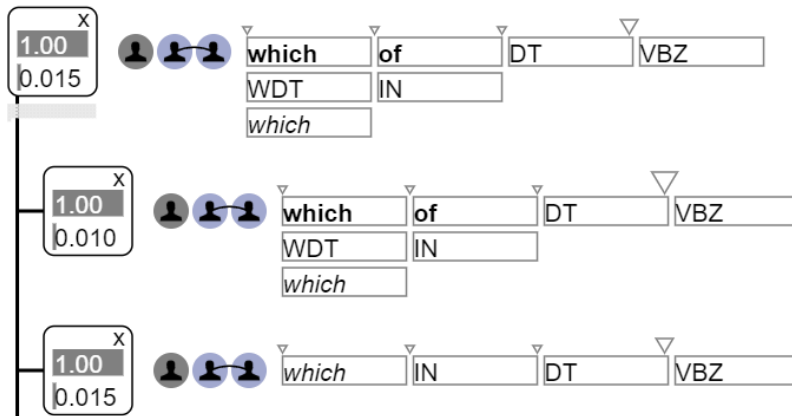 x
1.00 which of DT VBZ
0.015 WDT IN
which
x
1.00 which of DT VBZ
0.010 WDT IN
which
x
1.00 which IN DT VBZ
0.015